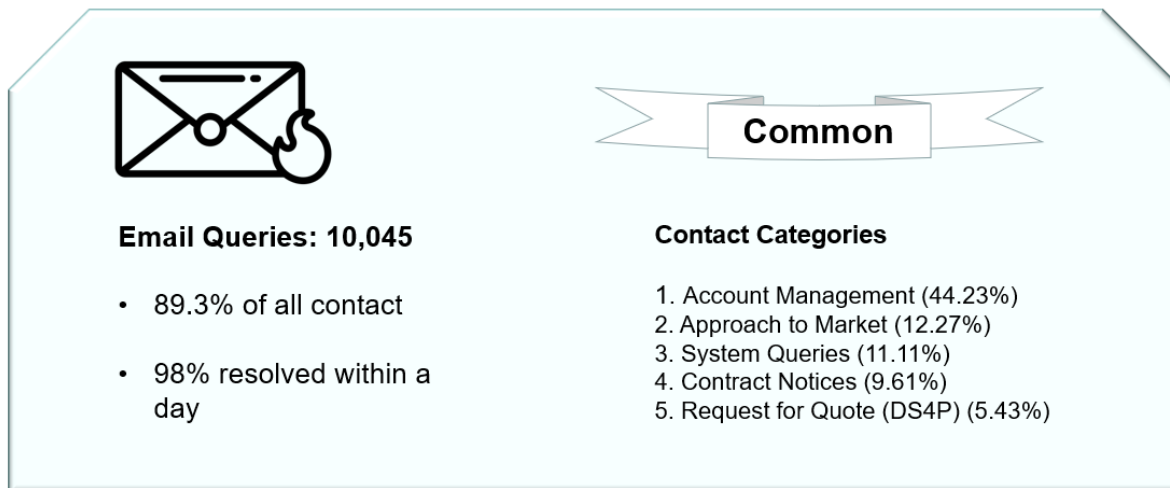 Common
Email Queries: 10,045
• 89.3% of all contact
• 98% resolved within a
day
Contact Categories
1. Account Management (44.23%)
2. Approach to Market (12.27%)
3. System Queries (11.11%)
4. Contract Notices (9.61%)
5. Request for Quote (DS4P) (5.43%)